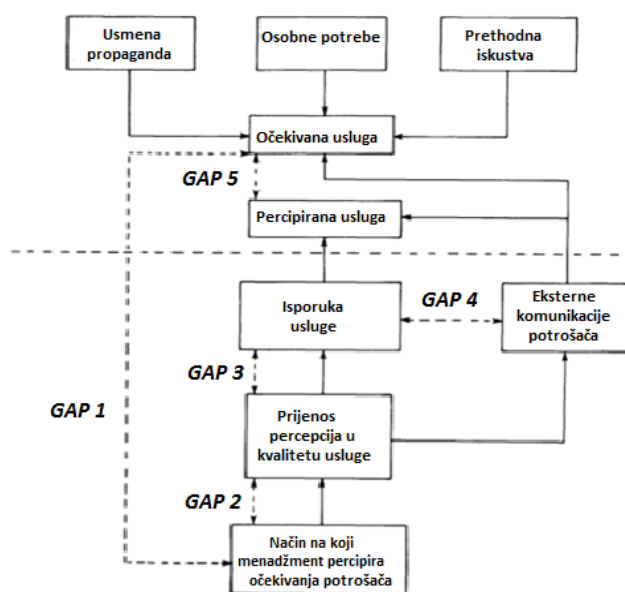 Usmena
propaganda
Osobne potrebe
Prethodna
iskustva
Očekivana usluga
GAP 5
Percipirana usluga
Isporuka
usluge
GAP 4
Eksterne
komunikacije
potrošača
GAP 3
GAP 1
Prijenos
percepcija u
kvalitetu usluge
GAP 2
Način na koji
menadžment percipira
očekivanja potrošača